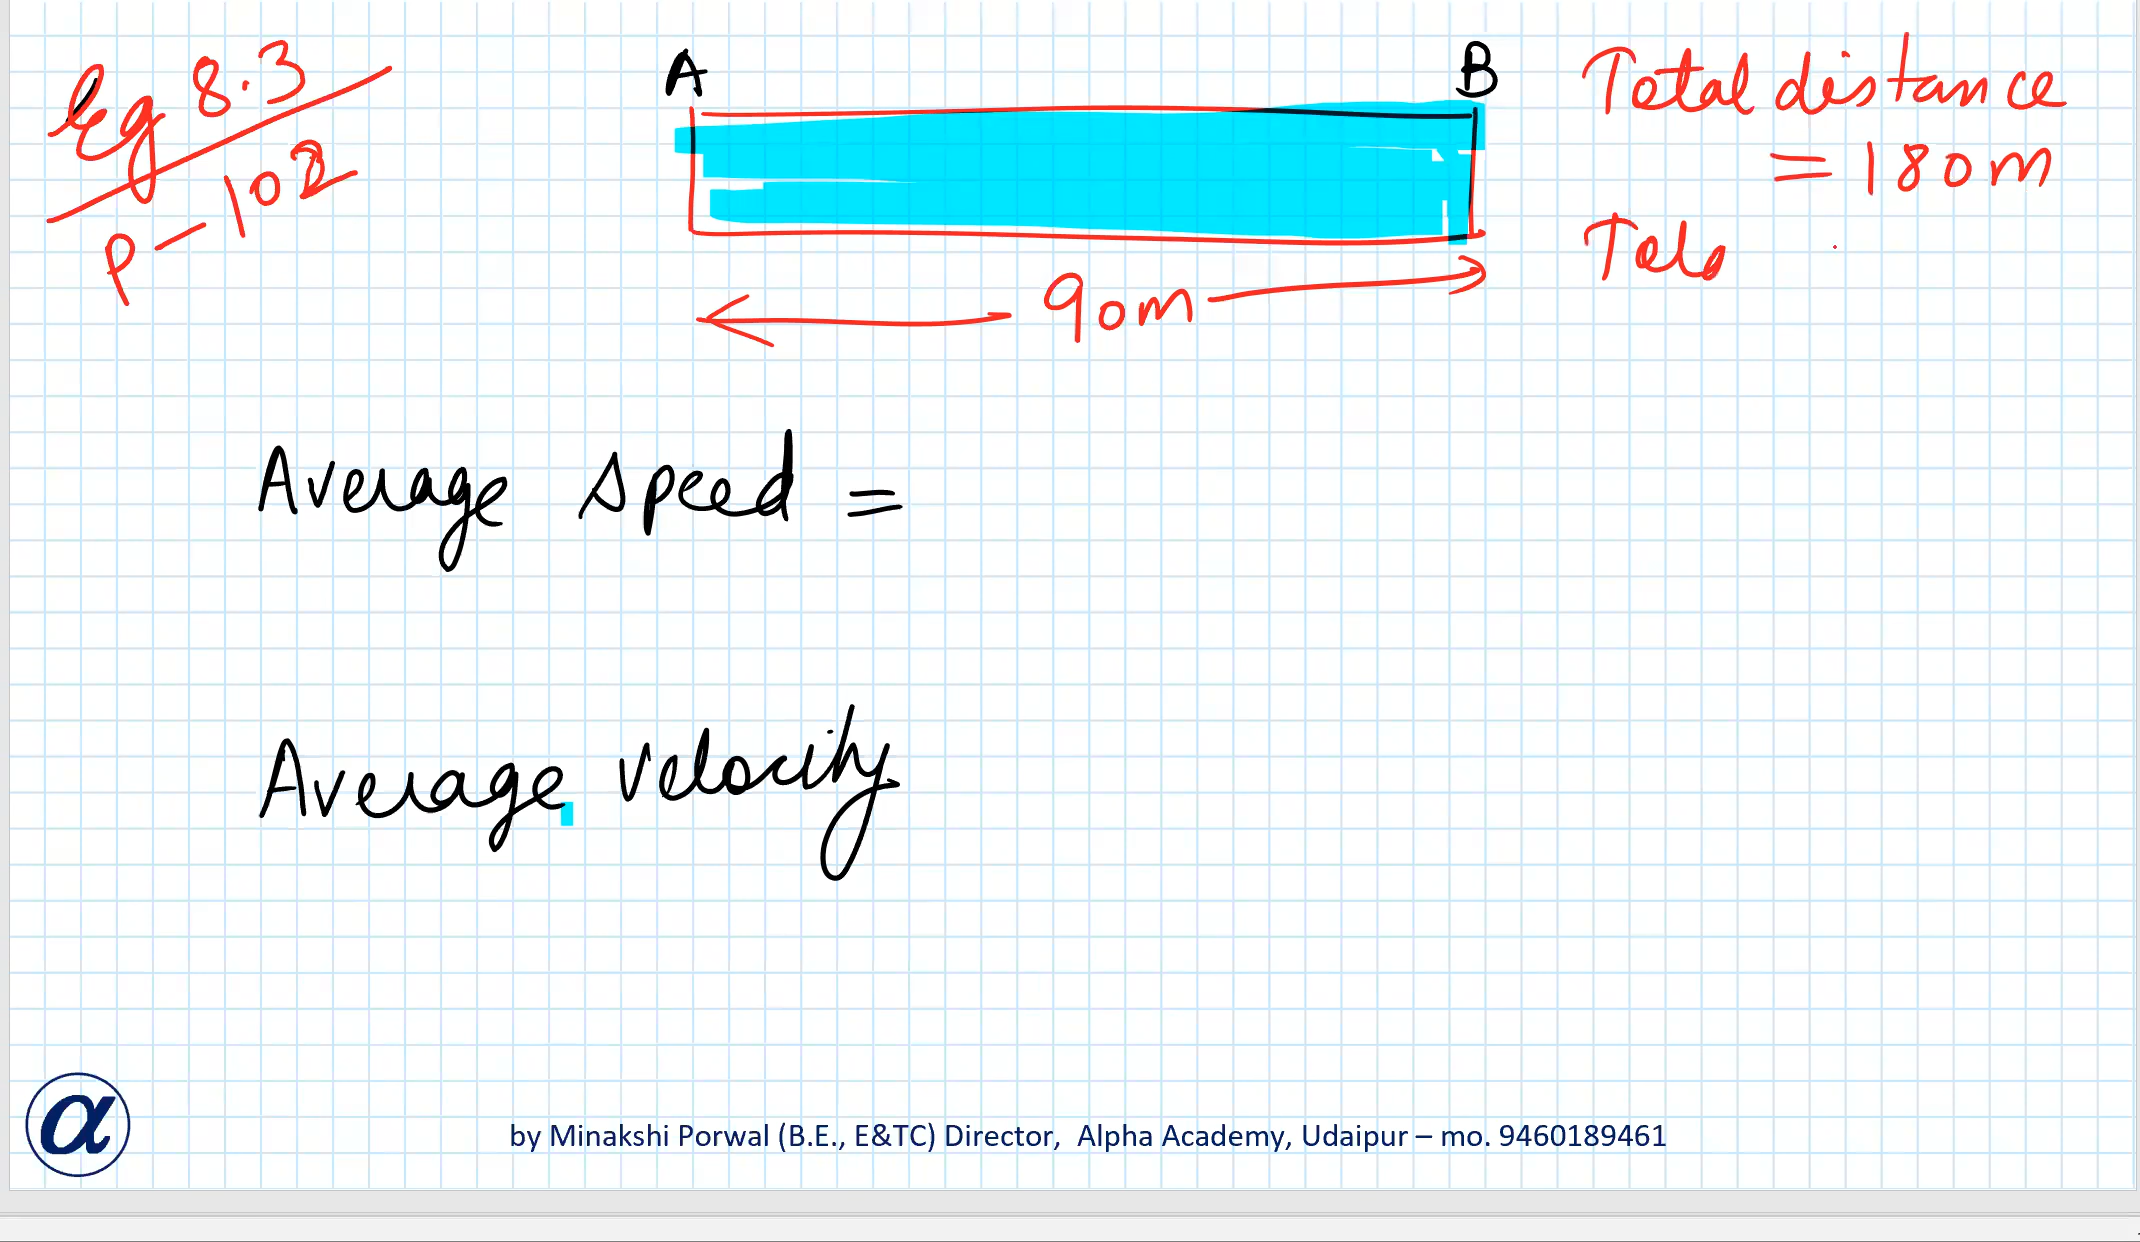 Eg 8.3
P-102
A
B
90m
Total distance
= 180m
Tota
Average speed =
Average velocity
α
by Minakshi Porwal (B.E., E&TC) Director, Alpha Academy, Udaipur – mo. 9460189461